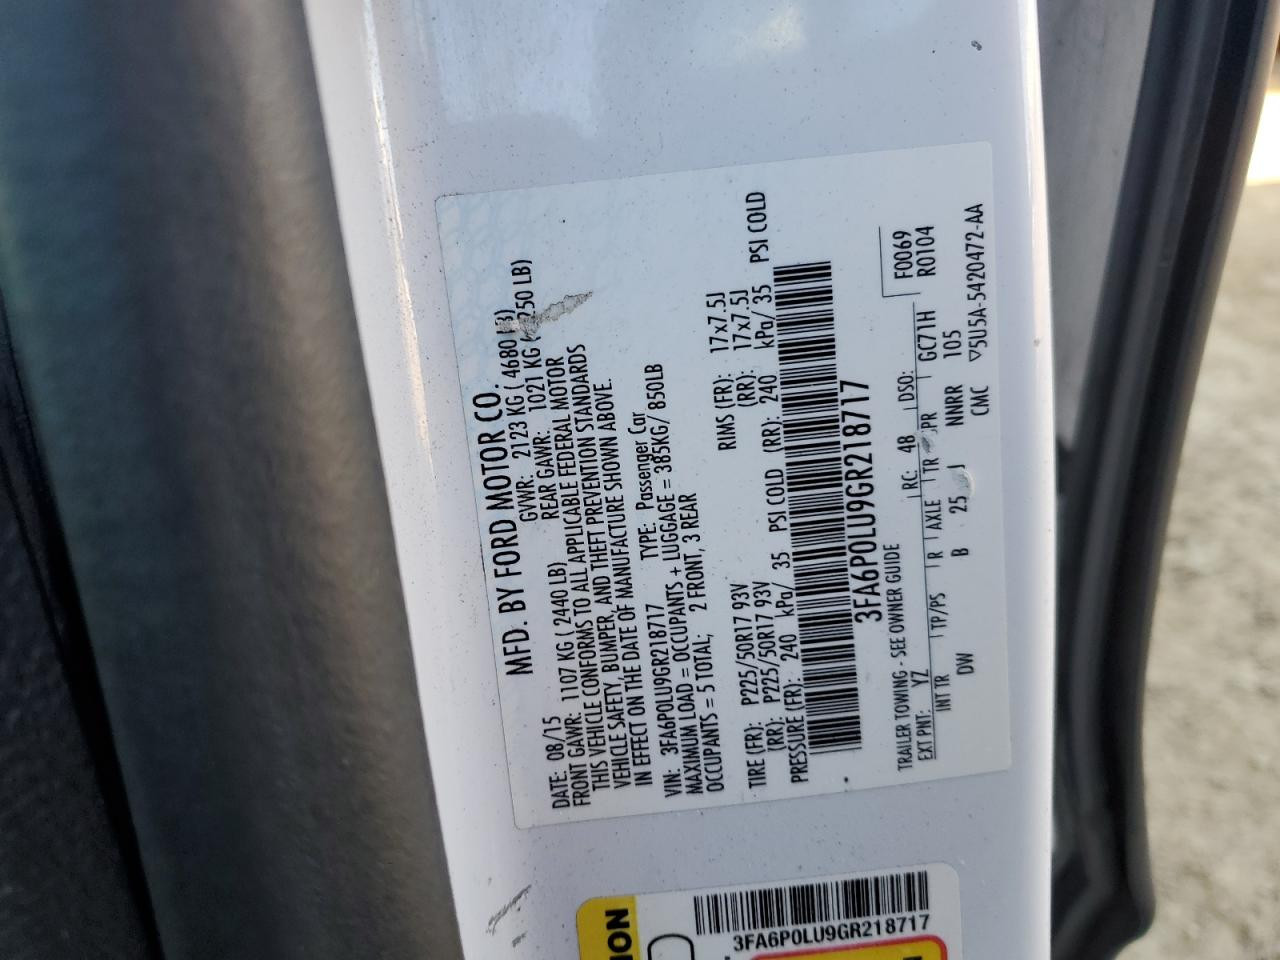 MFD. BY FORD MOTOR CO.
DATE: 08/15 GVWR: 2123 KG ( 4680 LB)
FRONT GAWR: 1107 KG ( 2440 LB) REAR GAWR: 1021 KG ( 2250 LB)
THIS VEHICLE CONFORMS TO ALL APPLICABLE FEDERAL MOTOR
VEHICLE SAFETY, BUMPER, AND THEFT PREVENTION STANDARDS
IN EFFECT ON THE DATE OF MANUFACTURE SHOWN ABOVE.
VIN: 3FA6P0LU9GR218717 TYPE: Passenger Car
MAXIMUM LOAD = OCCUPANTS + LUGGAGE = 385KG/ 850LB
OCCUPANTS = 5 TOTAL: 2 FRONT, 3 REAR
TIRE (FR): P225/50R17 93V RIMS (FR): 17x7.5J
(RR): P225/50R17 93V (RR): 17x7.5J
PRESSURE (FR): 240 kPa/ 35 PSI COLD (RR): 240 kPa/ 35 PSI COLD
3FA6P0LU9GR218717
TRAILER TOWING - SEE OWNER GUIDE F0069
EXT PNT: YZ RC: 48 DSO: R0104
INT TR TP/PS R AXLE TR PR GC71H
DW B 25 J NNRR 105
CMC ▽5U5A-5420472-AA
ION
3FA6P0LU9GR218717